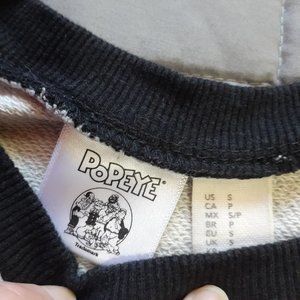 POPEYE
Trademark
US S
CA P
MX S/P
BR P
EU S
UK S